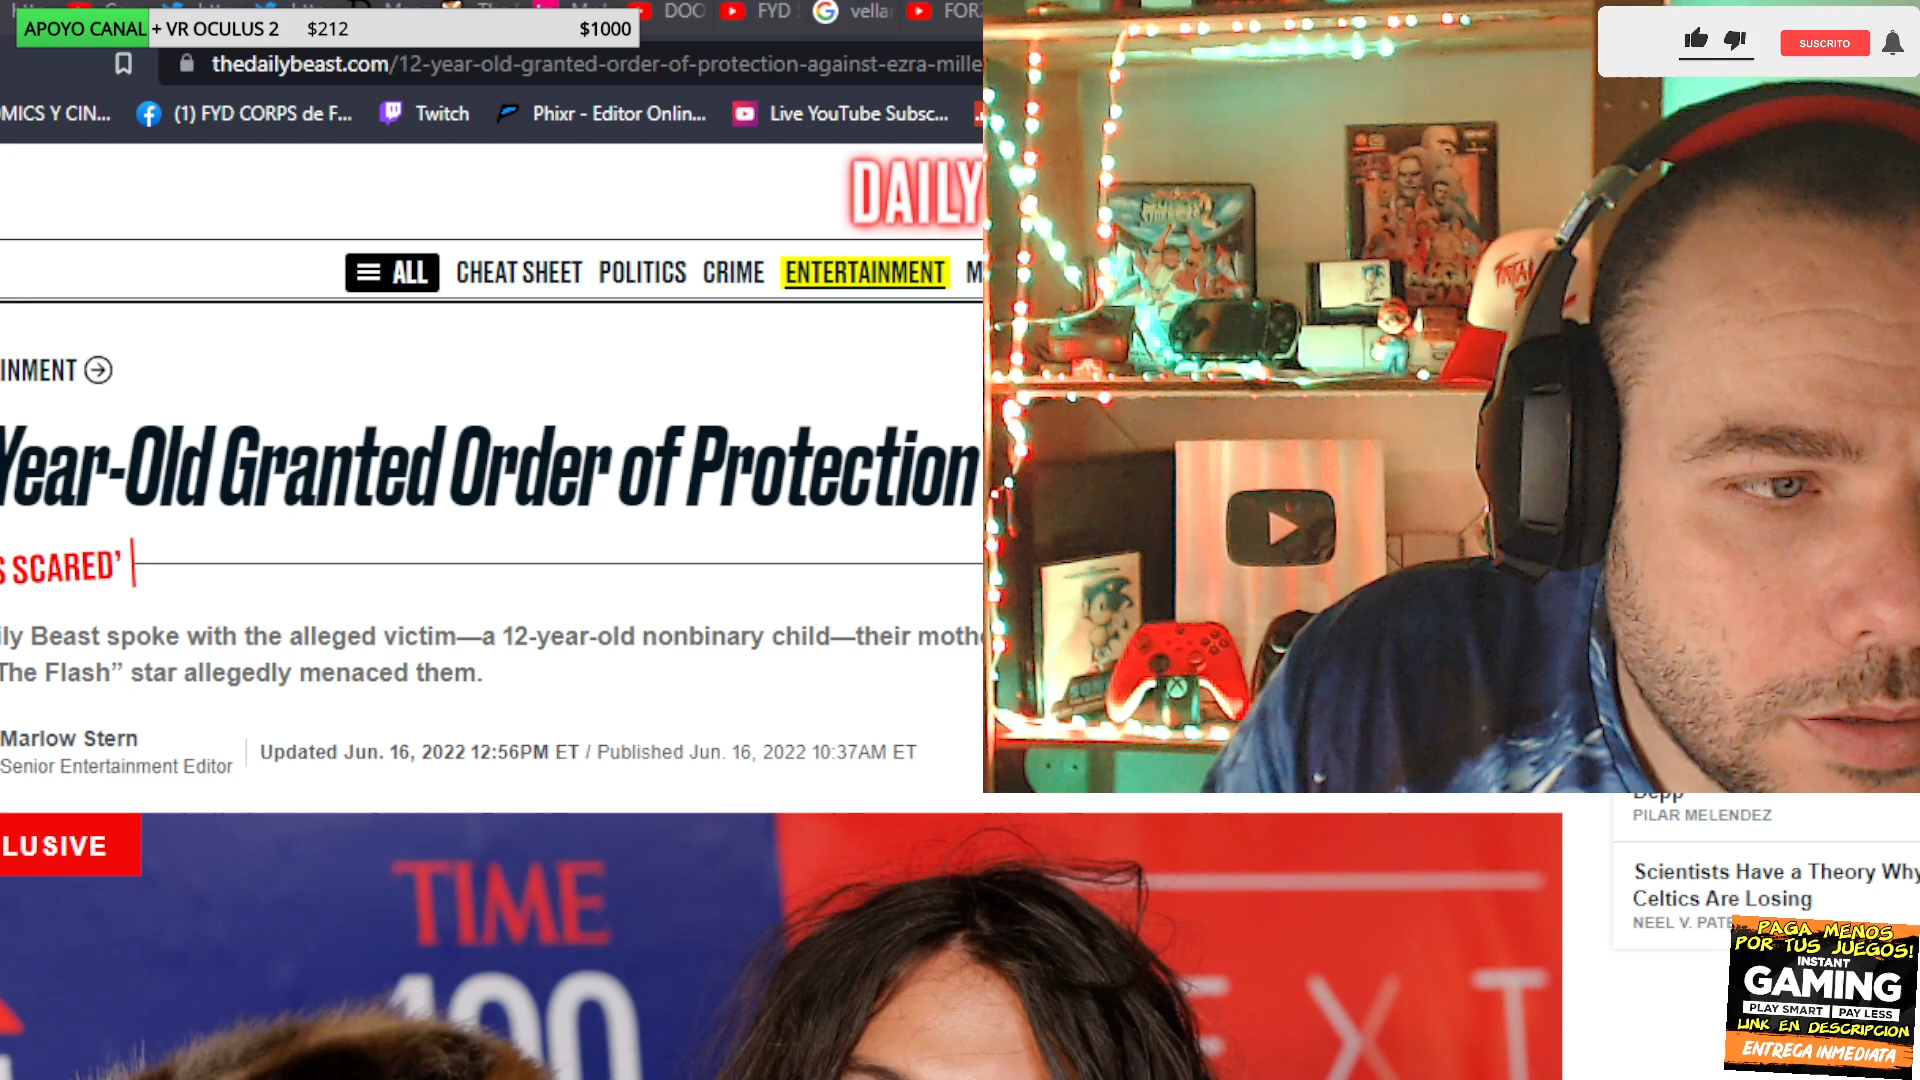 APOYO CANAL + VR OCULUS 2 $212 $1000
DOC FYD vella FOR
thedailybeast.com/12-year-old-granted-order-of-protection-against-ezra-mille
OMICS Y CIN... (1) FYD CORPS de F... Twitch Phixr - Editor Onlin... Live YouTube Subsc...
SUSCRITO
DAILY
ALL CHEAT SHEET POLITICS CRIME ENTERTAINMENT M
INMENT
Year-Old Granted Order of Protection
S SCARED’
ily Beast spoke with the alleged victim—a 12-year-old nonbinary child—their moth
The Flash” star allegedly menaced them.
Marlow Stern
Senior Entertainment Editor
Updated Jun. 16, 2022 12:56PM ET / Published Jun. 16, 2022 10:37AM ET
Depp
PILAR MELENDEZ
LUSIVE
TIME
100
EXT
Scientists Have a Theory Why
Celtics Are Losing
NEEL V. PATE
PAGA MENOS
POR TUS JUEGOS!
INSTANT
GAMING
PLAY SMART PAY LESS
LINK EN DESCRIPCION
ENTREGA INMEDIATA